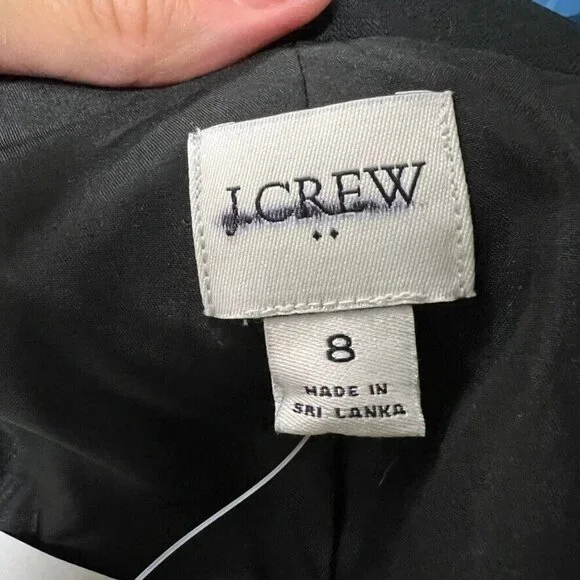 J.CREW
8
MADE IN
SRI LANKA